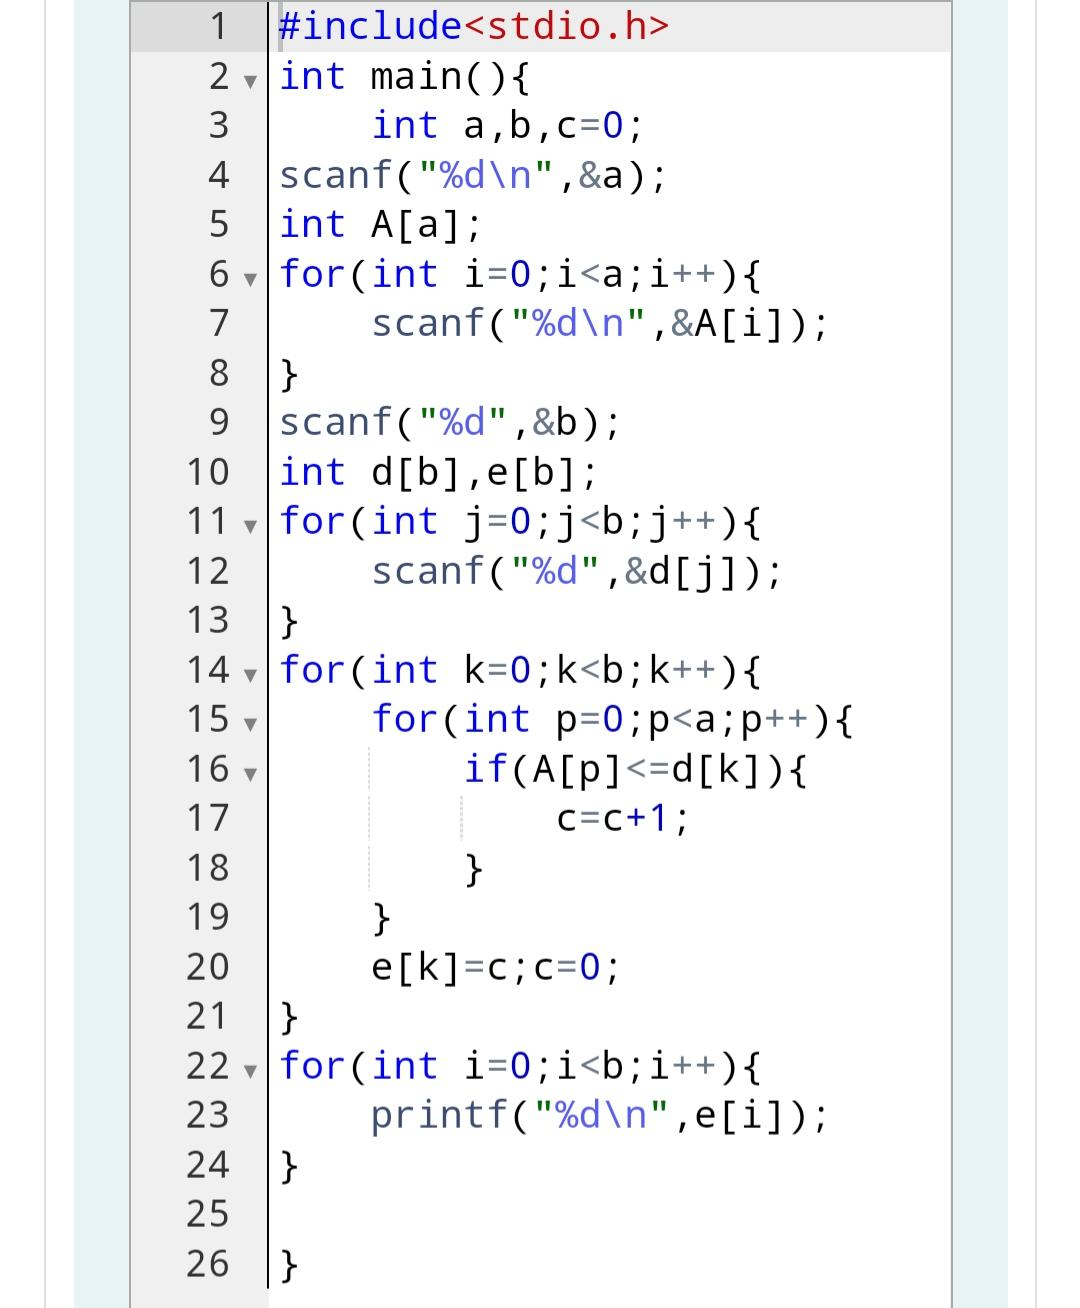 1 #include<stdio.h>
2 int main(){
3     int a,b,c=0;
4 scanf("%d\n",&a);
5 int A[a];
6 for(int i=0;i<a;i++){
7     scanf("%d\n",&A[i]);
8 }
9 scanf("%d",&b);
10 int d[b],e[b];
11 for(int j=0;j<b;j++){
12     scanf("%d",&d[j]);
13 }
14 for(int k=0;k<b;k++){
15     for(int p=0;p<a;p++){
16         if(A[p]<=d[k]){
17             c=c+1;
18         }
19     }
20     e[k]=c;c=0;
21 }
22 for(int i=0;i<b;i++){
23     printf("%d\n",e[i]);
24 }
25
26 }